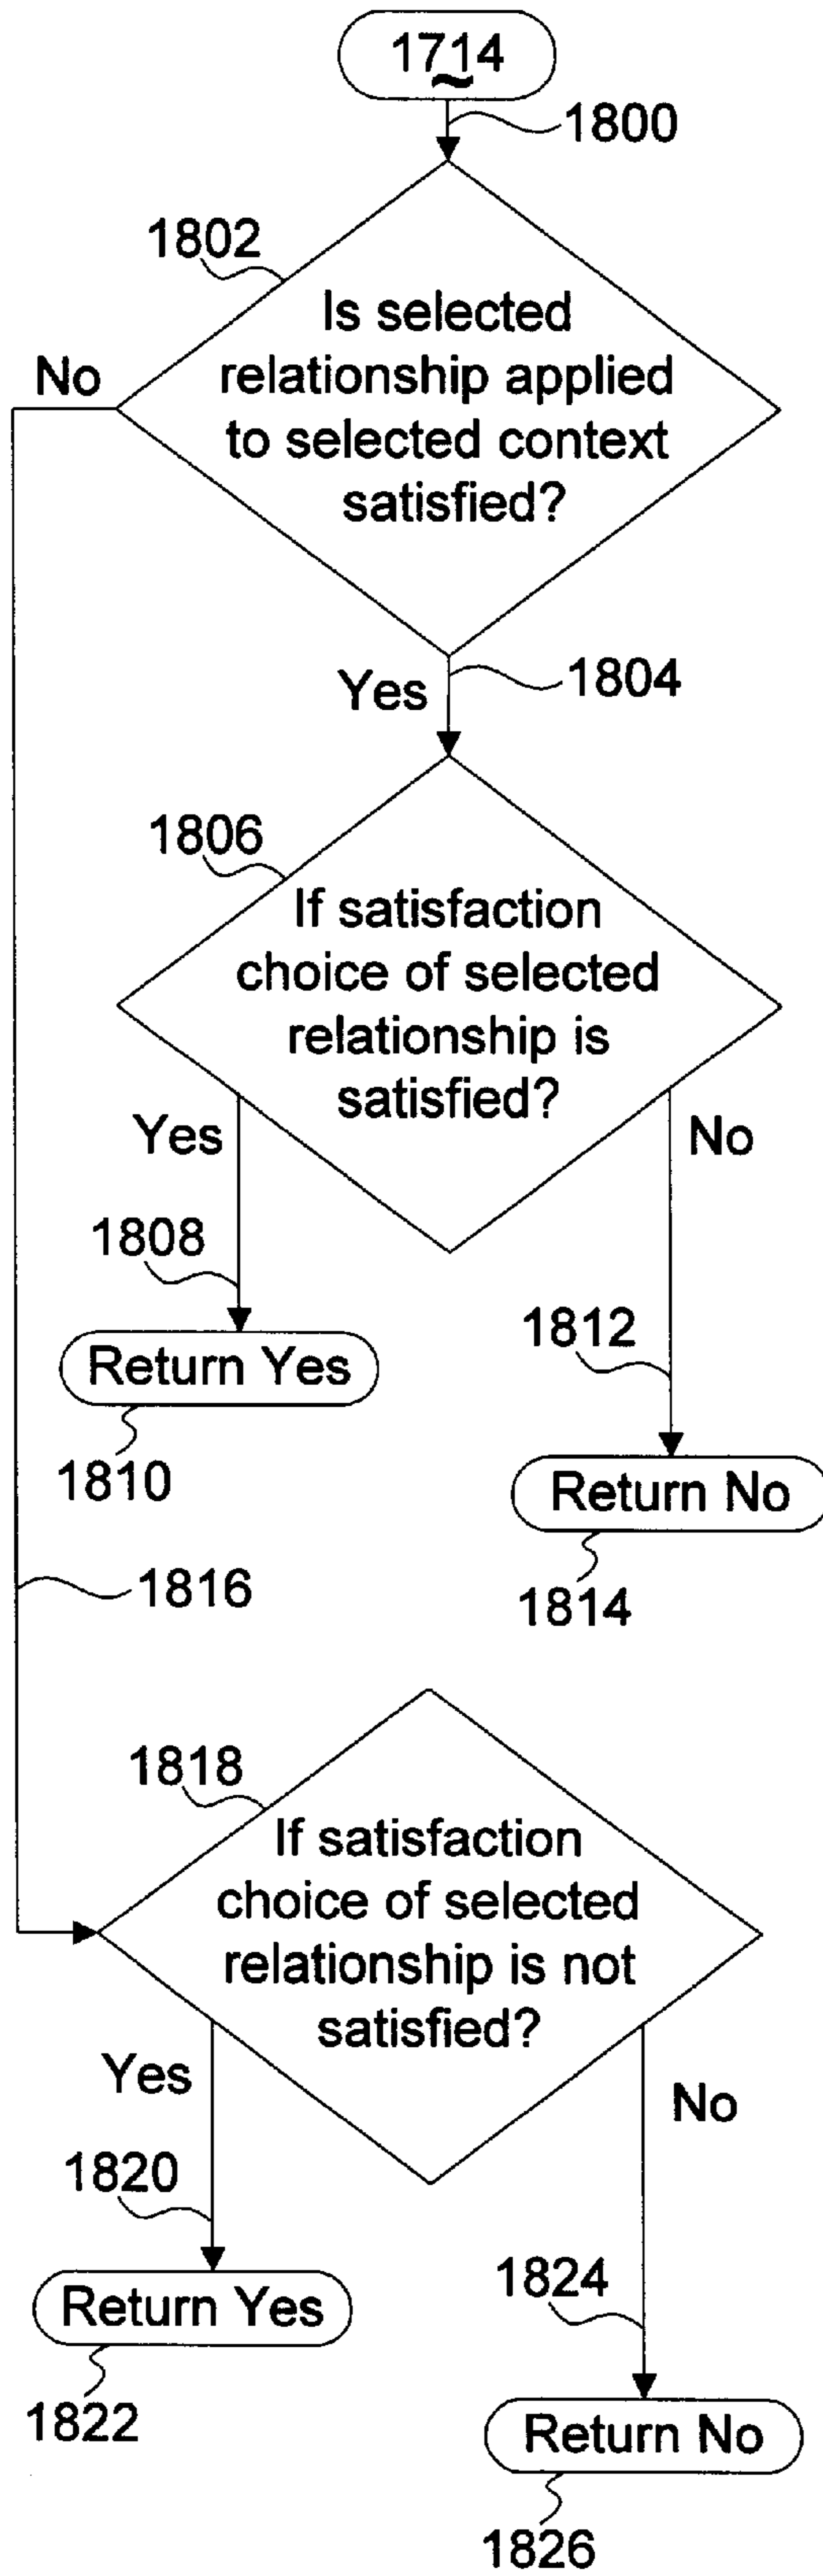 1714
1800
1802
Is selected
relationship applied
to selected context
satisfied?
No
Yes
1804
1806
If satisfaction
choice of selected
relationship is
satisfied?
Yes
No
1808
1812
Return Yes
1810
Return No
1814
1816
1818
If satisfaction
choice of selected
relationship is not
satisfied?
Yes
No
1820
1824
Return Yes
1822
Return No
1826